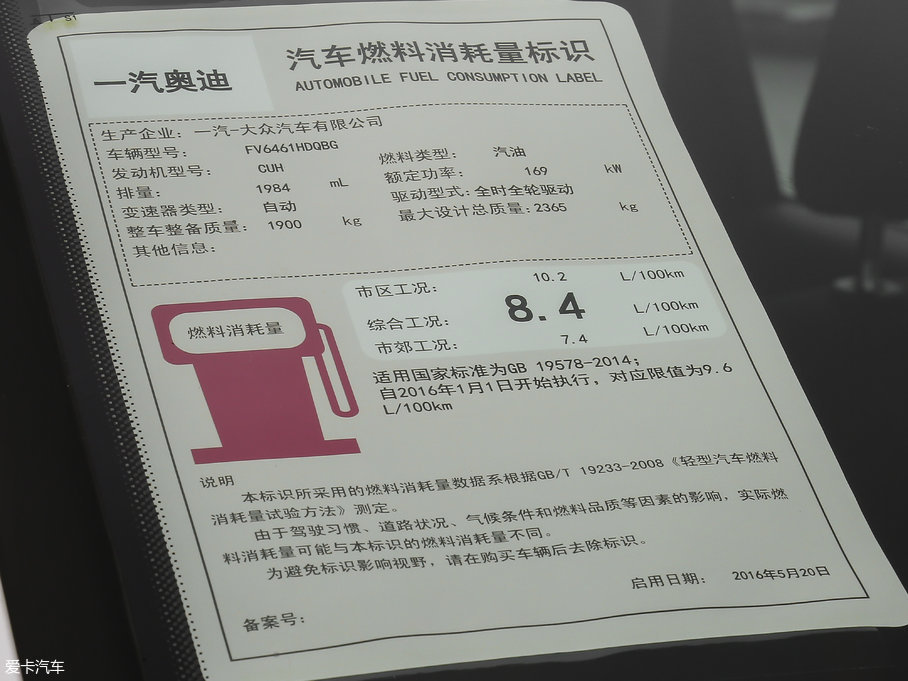 一汽奥迪
汽车燃料消耗量标识
AUTOMOBILE FUEL CONSUMPTION LABEL
生产企业: 一汽-大众汽车有限公司
车辆型号: FV6461HDQBG
发动机型号: CUH 燃料类型: 汽油
排量: 1984 mL 额定功率: 169 kW
变速器类型: 自动 驱动型式:全时全轮驱动
整车整备质量: 1900 kg 最大设计总质量:2365 kg
其他信息:
燃料消耗量
市区工况: 10.2 L/100km
综合工况: 8.4 L/100km
市郊工况: 7.4 L/100km
适用国家标准为GB 19578-2014;
自2016年1月1日开始执行, 对应限值为9.6
L/100km
说明
本标识所采用的燃料消耗量数据系根据GB/T 19233-2008《轻型汽车燃料
消耗量试验方法》测定。
由于驾驶习惯、道路状况、气候条件和燃料品质等因素的影响, 实际燃
料消耗量可能与本标识的燃料消耗量不同。
为避免标识影响视野, 请在购买车辆后去除标识。
启用日期: 2016年5月20日
备案号:
爱卡汽车